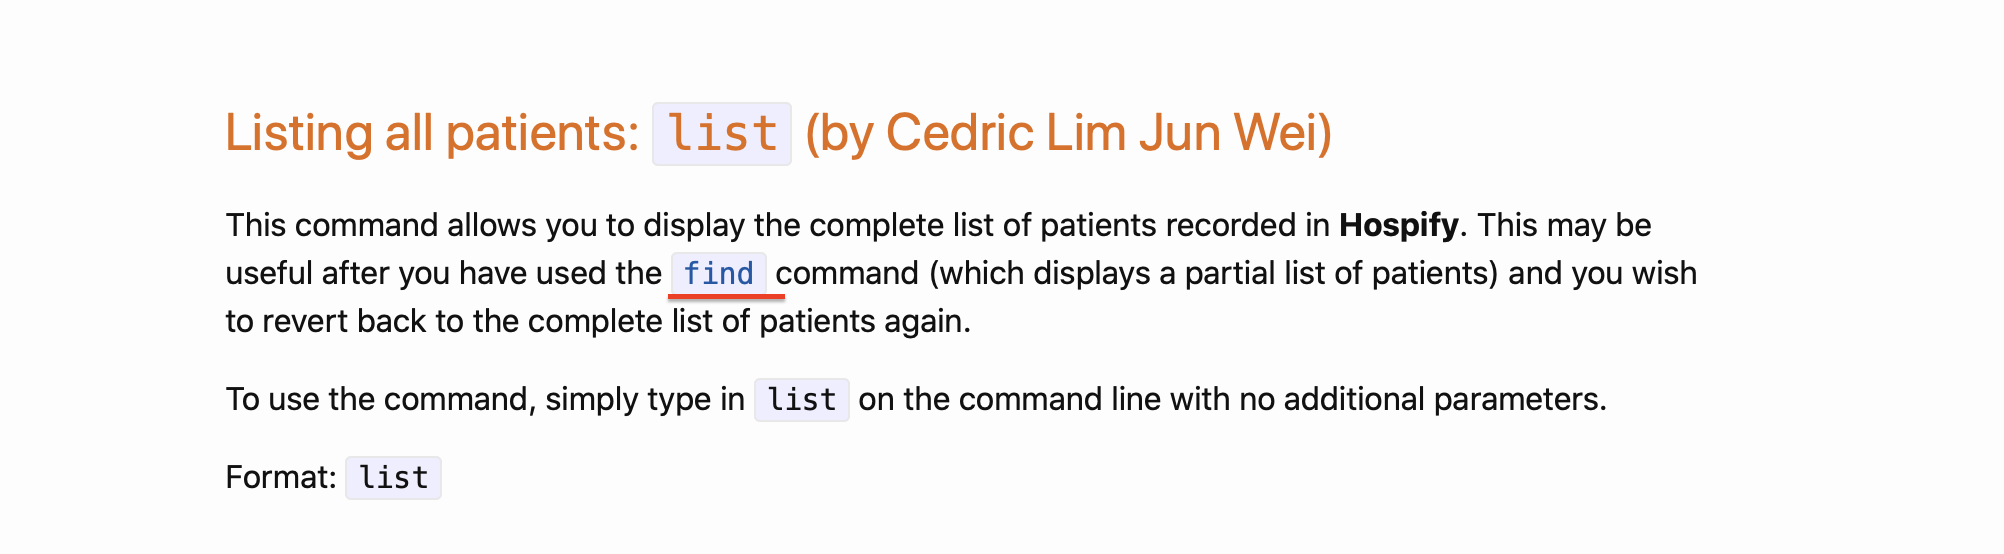 Listing all patients: list (by Cedric Lim Jun Wei)
This command allows you to display the complete list of patients recorded in Hospify. This may be
useful after you have used the find command (which displays a partial list of patients) and you wish
to revert back to the complete list of patients again.
To use the command, simply type in list on the command line with no additional parameters.
Format: list